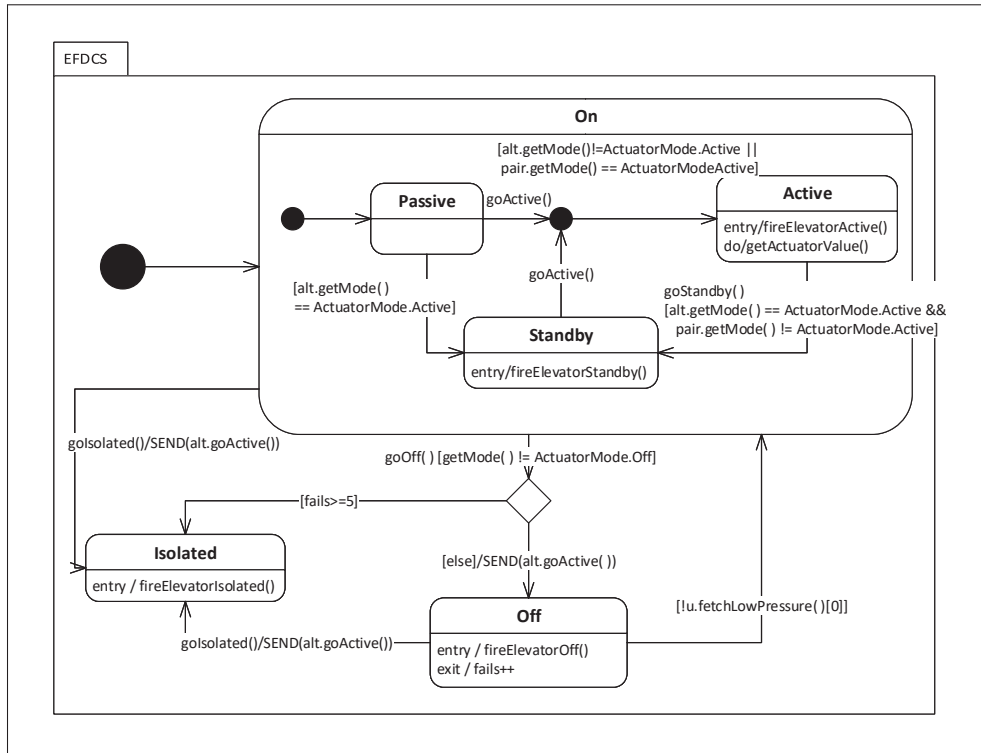 EFDCS
On
[alt.getMode()!=ActuatorMode.Active ||
pair.getMode() == ActuatorModeActive]
Passive
goActive()
Active
entry/fireElevatorActive()
do/getActuatorValue()
[alt.getMode( )
== ActuatorMode.Active]
goActive()
goStandby( )
[alt.getMode( ) == ActuatorMode.Active &&
pair.getMode( ) != ActuatorMode.Active]
Standby
entry/fireElevatorStandby()
goIsolated()/SEND(alt.goActive())
goOff( ) [getMode( ) != ActuatorMode.Off]
[fails>=5]
Isolated
entry / fireElevatorIsolated()
[else]/SEND(alt.goActive( ))
[!u.fetchLowPressure( )[0]]
Off
entry / fireElevatorOff()
exit / fails++
goIsolated()/SEND(alt.goActive())